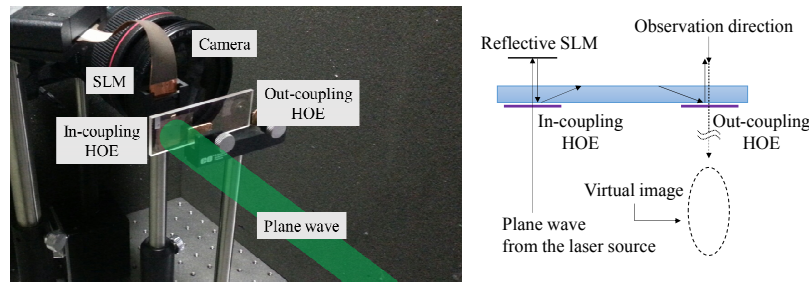 Camera
SLM
Out-coupling
HOE
In-coupling
HOE
Plane wave
Observation direction
Reflective SLM
In-coupling
HOE
Out-coupling
HOE
Virtual image
Plane wave
from the laser source